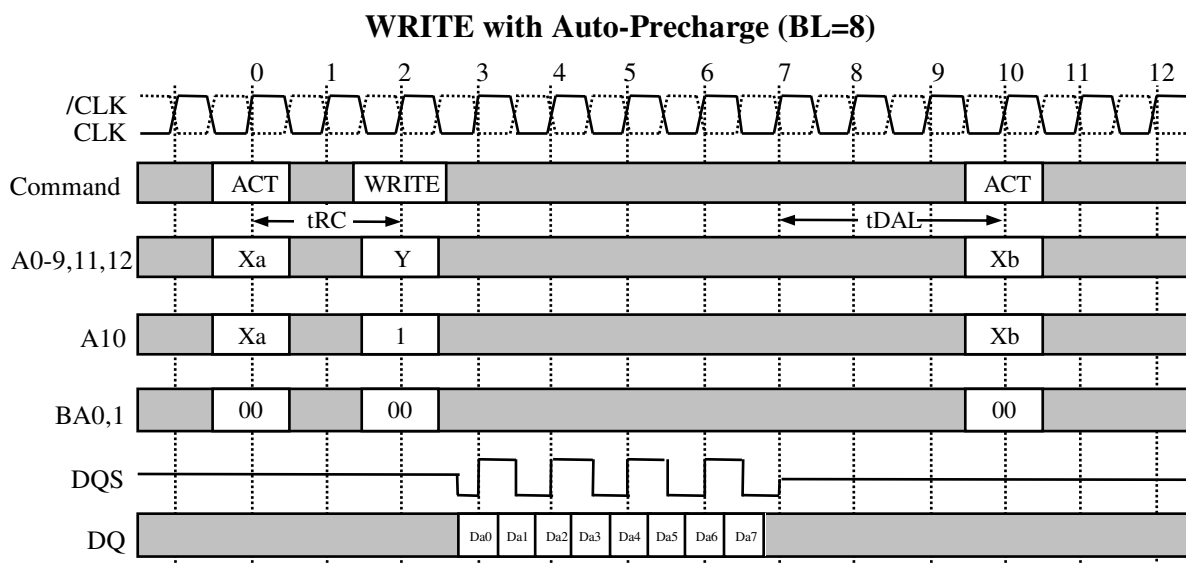 WRITE with Auto-Precharge (BL=8)
0 1 2 3 4 5 6 7 8 9 10 11 12
/CLK
CLK
Command ACT WRITE ACT
tRC tDAL
A0-9,11,12 Xa Y Xb
A10 Xa 1 Xb
BA0,1 00 00 00
DQS
DQ Da0 Da1 Da2 Da3 Da4 Da5 Da6 Da7